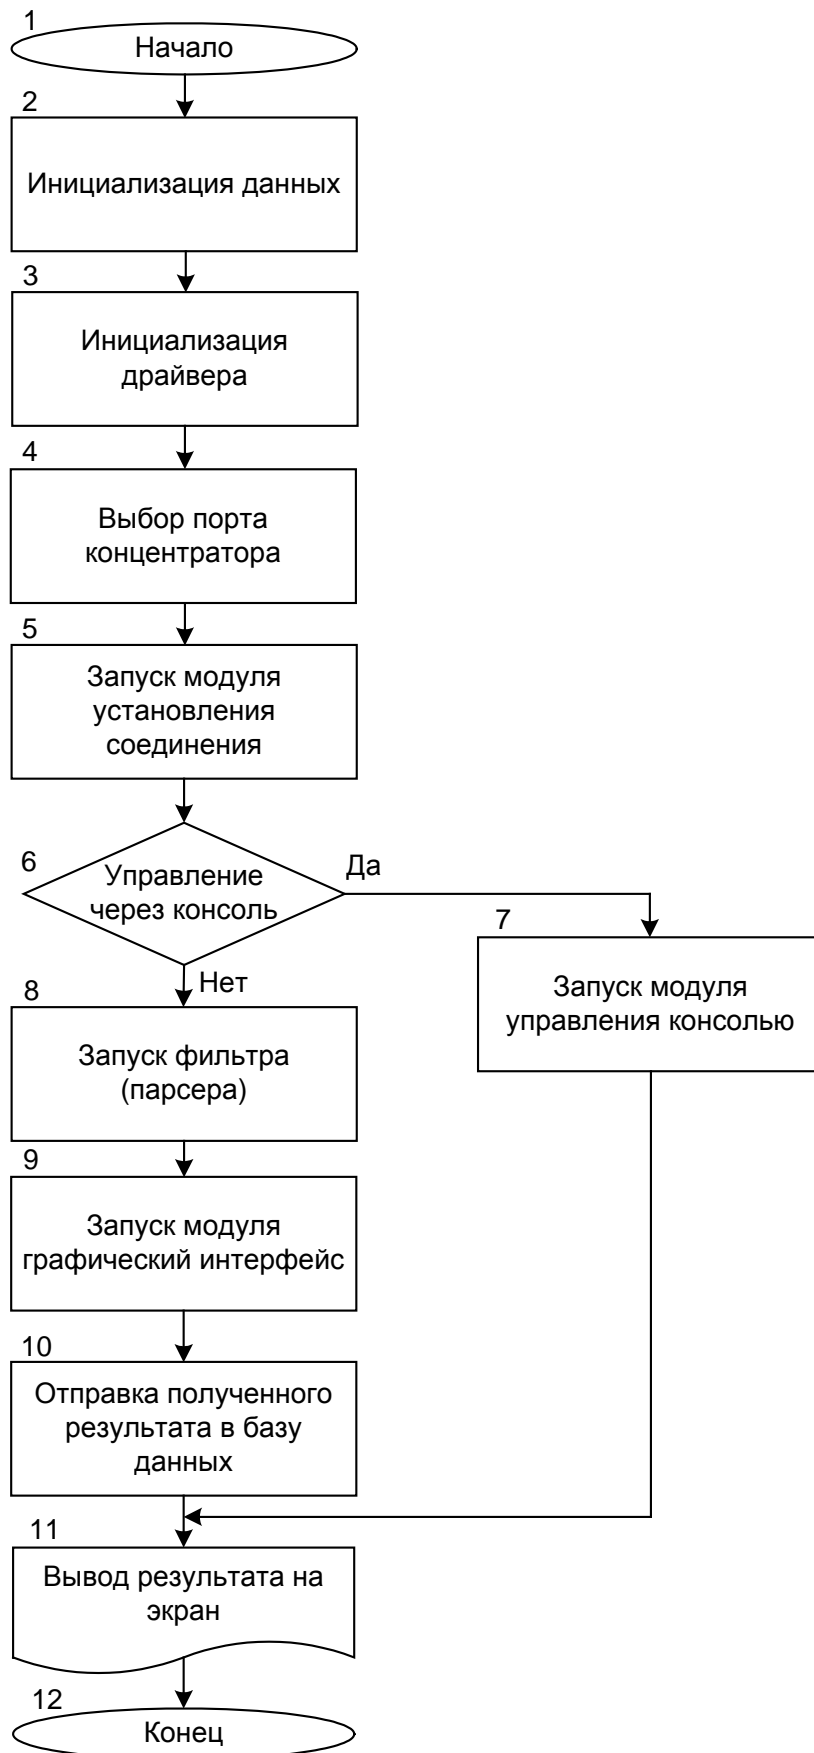 1
Начало
2
Инициализация данных
3
Инициализация
драйвера
4
Выбор порта
концентратора
5
Запуск модуля
установления
соединения
6
Управление
через консоль
Да
7
Запуск модуля
управления консолью
Нет
8
Запуск фильтра
(парсера)
9
Запуск модуля
графический интерфейс
10
Отправка полученного
результата в базу
данных
11
Вывод результата на
экран
12
Конец